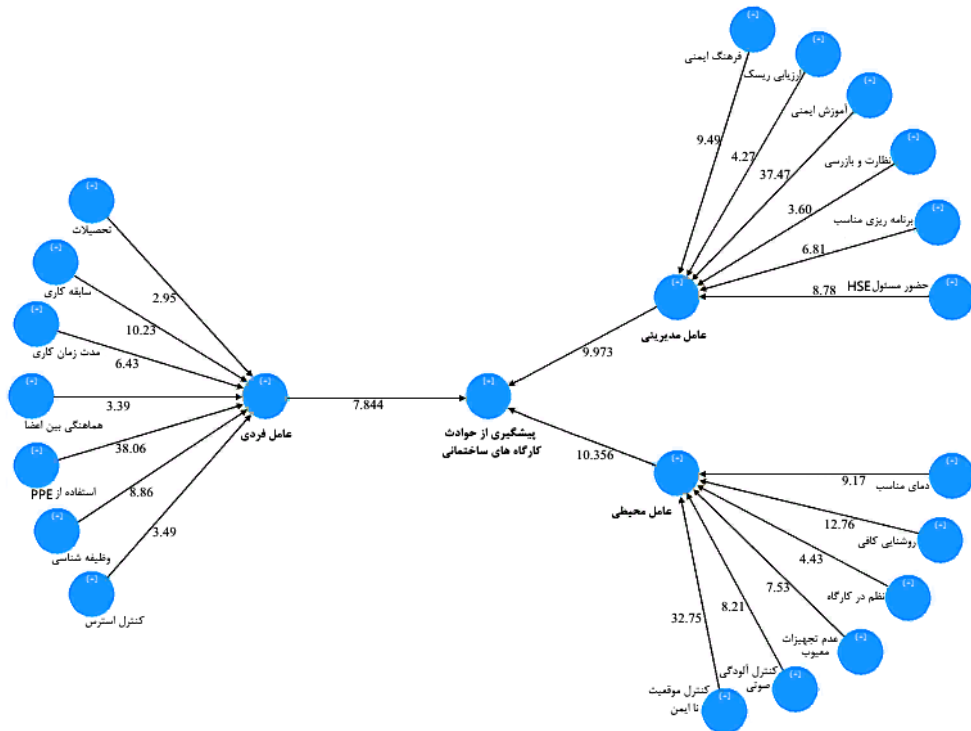 [+]
فرهنگ ایمنی
[+]
ارزیابی ریسک
[+]
آموزش ایمنی
[+]
نظارت و بازرسی
[+]
برنامه ریزی مناسب
[+]
حضور مسئول HSE
9.49
4.27
37.47
3.60
6.81
8.78
[+]
عامل مدیریتی
9.973
[+]
تحصیلات
[+]
سابقه کاری
[+]
مدت زمان کاری
[+]
هماهنگی بین اعضا
[+]
استفاده از PPE
[+]
وظیفه شناسی
[+]
کنترل استرس
2.95
10.23
6.43
3.39
38.06
8.86
3.49
[+]
عامل فردی
7.844
[+]
پیشگیری از حوادث
کارگاه های ساختمانی
10.356
[+]
عامل محیطی
9.17
12.76
4.43
7.53
8.21
32.75
[+]
دمای مناسب
[+]
روشنایی کافی
[+]
نظم در کارگاه
[+]
عدم تجهیزات
معیوب
[+]
کنترل آلودگی
صوتی
[+]
کنترل موقعیت
نا ایمن